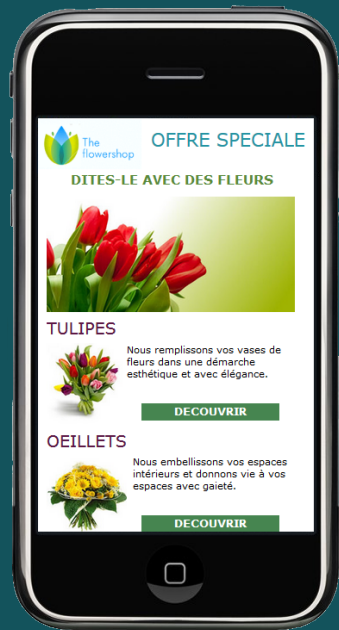 The
flowershop
OFFRE SPECIALE
DITES-LE AVEC DES FLEURS
TULIPES
Nous remplissons vos vases de
fleurs dans une démarche
esthétique et avec élégance.
DECOUVRIR
OEILLETS
Nous embellissons vos espaces
intérieurs et donnons vie à vos
espaces avec gaieté.
DECOUVRIR